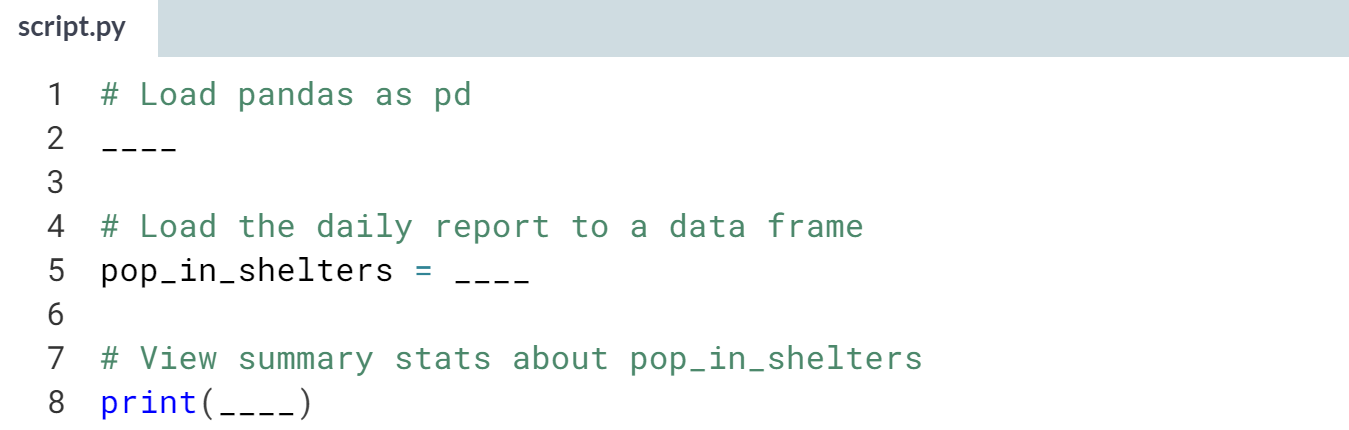 script.py
1 # Load pandas as pd
2 ____
3
4 # Load the daily report to a data frame
5 pop_in_shelters = ____
6
7 # View summary stats about pop_in_shelters
8 print(____)